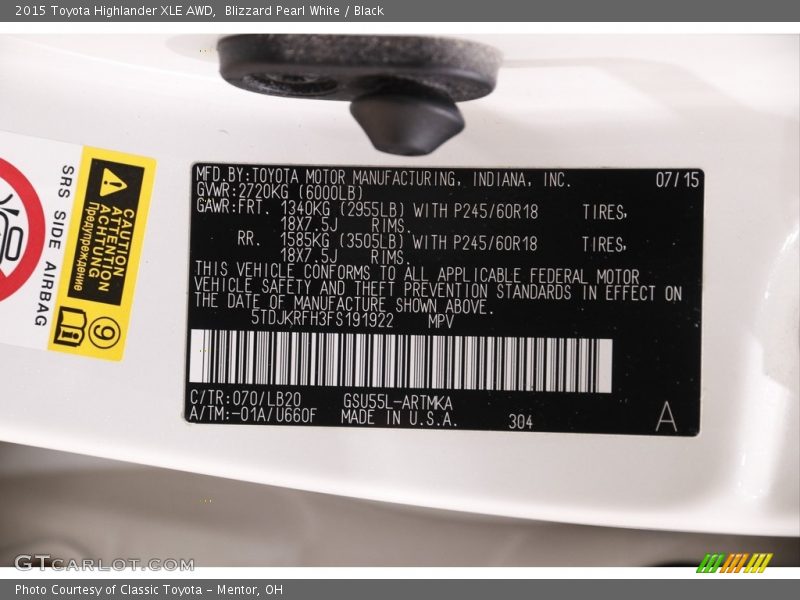 2015 Toyota Highlander XLE AWD,  Blizzard Pearl White / Black
MFD.BY:TOYOTA MOTOR MANUFACTURING, INDIANA, INC. 07/15
GVWR:2720KG (6000LB)
GAWR:FRT. 1340KG (2955LB) WITH P245/60R18 TIRES,
18X7.5J RIMS.
RR. 1585KG (3505LB) WITH P245/60R18 TIRES,
18X7.5J RIMS.
THIS VEHICLE CONFORMS TO ALL APPLICABLE FEDERAL MOTOR
VEHICLE SAFETY AND THEFT PREVENTION STANDARDS IN EFFECT ON
THE DATE OF MANUFACTURE SHOWN ABOVE.
5TDJKRFH3FS191922 MPV
C/TR:070/LB20 GSU55L-ARTMKA
A/TM:-01A/U660F MADE IN U.S.A. 304 A
SRS SIDE AIRBAG
CAUTION
ATTENTION
ACHTUNG
Предупреждение
9
GTCARLOT.COM
Photo Courtesy of Classic Toyota - Mentor, OH